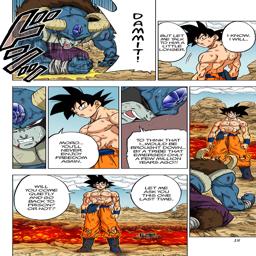 I KNOW, I
WILL.
BUT LET
ME TALK
TO HIM A
LITTLE
LONGER.
DAMMIT!
TO THINK THAT
I... WOULD BE
BROUGHT DOWN...
BY A TRIBE THAT
EMERGED ONLY
A FEW MILLION
YEARS AGO!!!
MORO...
YOU'LL
NEVER
ENJOY
FREEDOM
AGAIN.
LET ME
ASK YOU
THIS ONE
LAST TIME.
WILL
YOU COME
QUIETLY
AND GO
BACK TO
PRISON?
OR NOT?